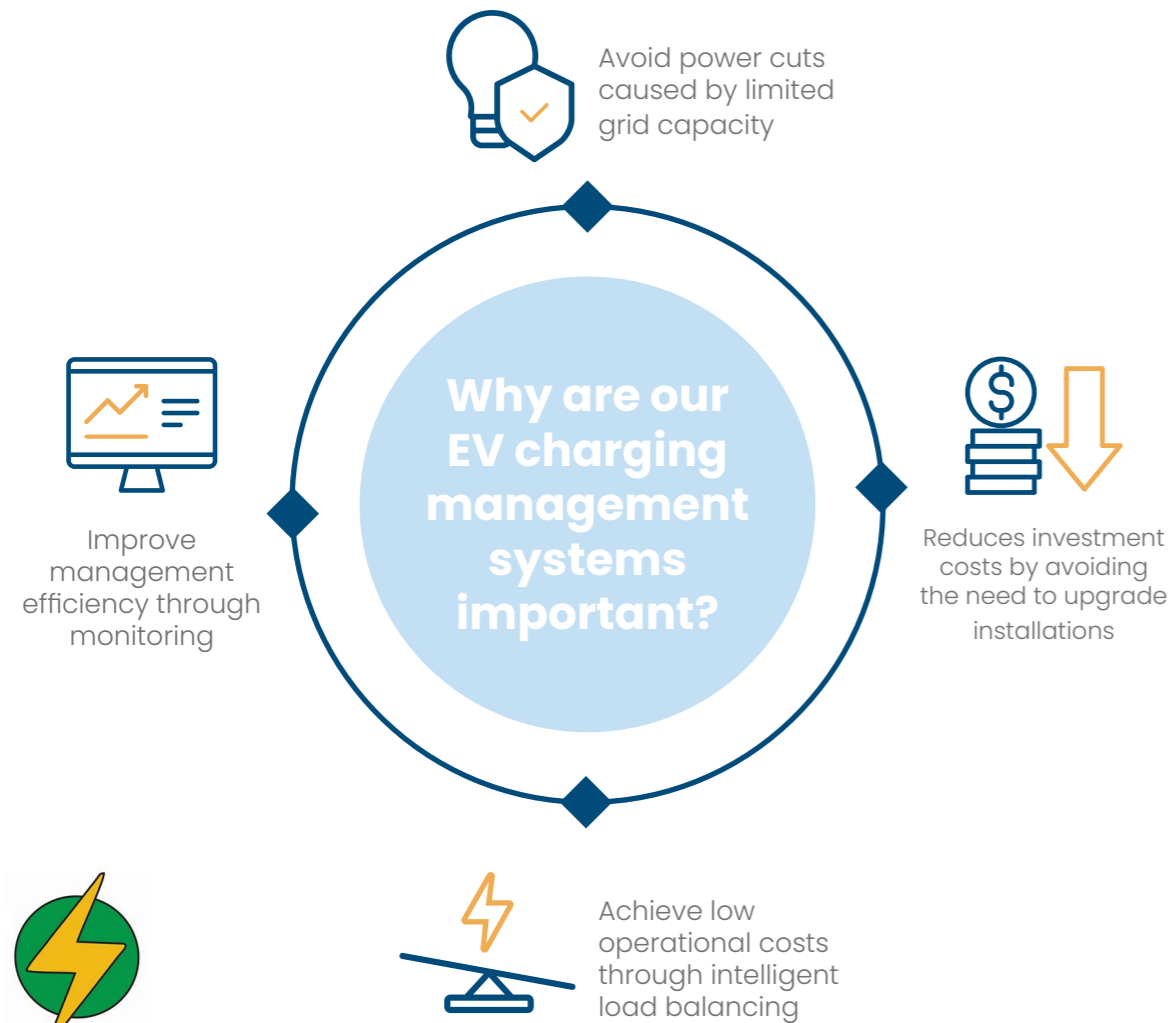 Avoid power cuts
caused by limited
grid capacity
Why are our
EV charging
management
systems
important?
Improve
management
efficiency through
monitoring
Reduces investment
costs by avoiding
the need to upgrade
installations
Achieve low
operational costs
through intelligent
load balancing